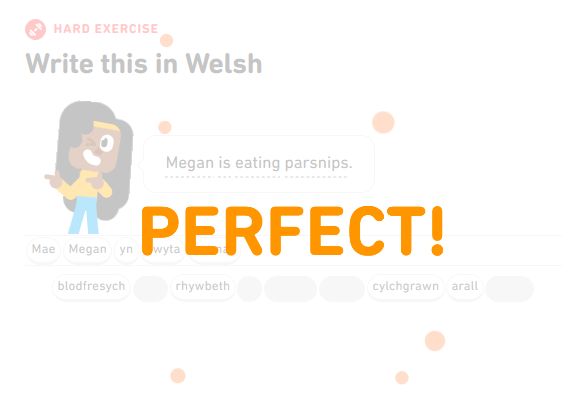 HARD EXERCISE
Write this in Welsh
Megan is eating parsnips.
PERFECT!
Mae Megan yn
blodfresych rhywbeth cylchgrawn arall